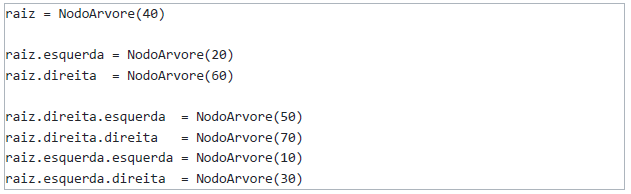 raiz = NodoArvore(40)
raiz.esquerda = NodoArvore(20)
raiz.direita  = NodoArvore(60)
raiz.direita.esquerda  = NodoArvore(50)
raiz.direita.direita   = NodoArvore(70)
raiz.esquerda.esquerda = NodoArvore(10)
raiz.esquerda.direita  = NodoArvore(30)